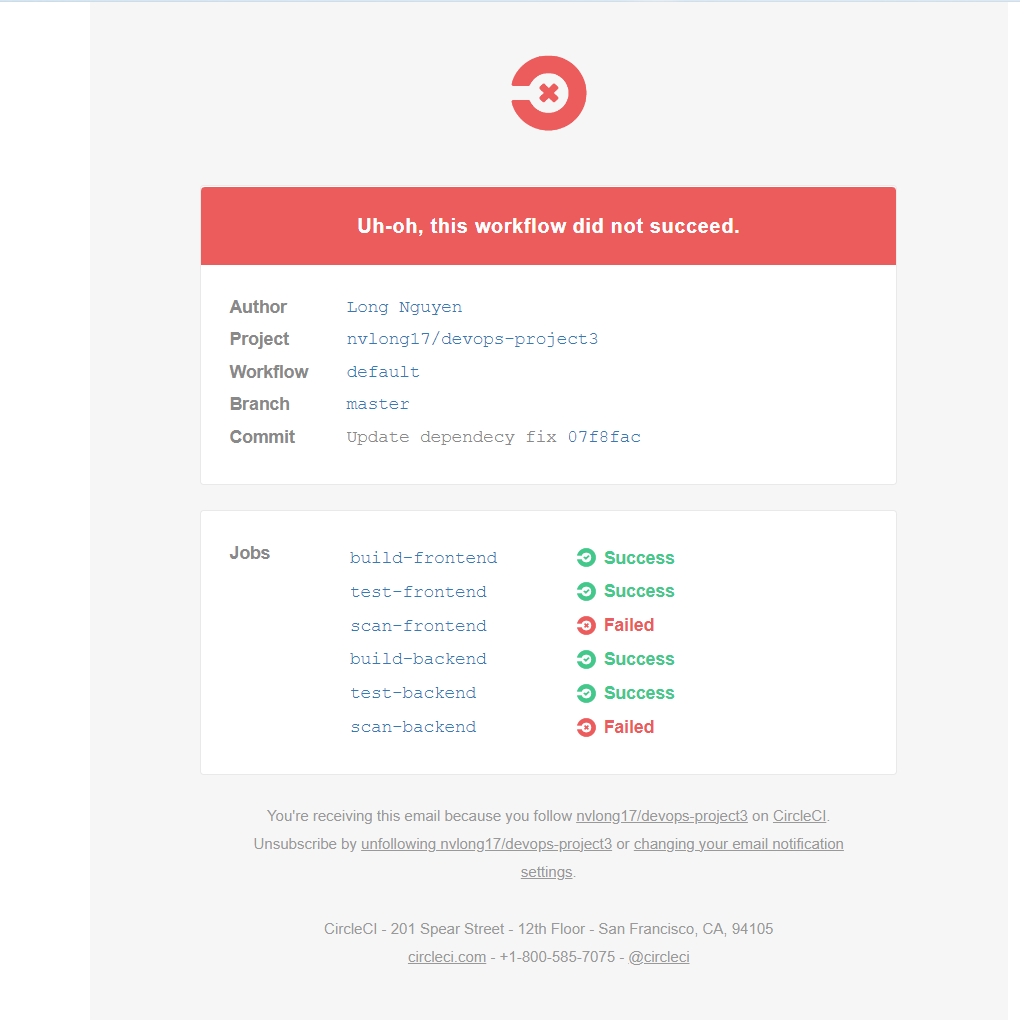 Uh-oh, this workflow did not succeed.
Author Long Nguyen
Project nvlong17/devops-project3
Workflow default
Branch master
Commit Update dependecy fix 07f8fac
Jobs build-frontend Success
test-frontend Success
scan-frontend Failed
build-backend Success
test-backend Success
scan-backend Failed
You're receiving this email because you follow nvlong17/devops-project3 on CircleCI.
Unsubscribe by unfollowing nvlong17/devops-project3 or changing your email notification
settings.
CircleCI - 201 Spear Street - 12th Floor - San Francisco, CA, 94105
circleci.com - +1-800-585-7075 - @circleci